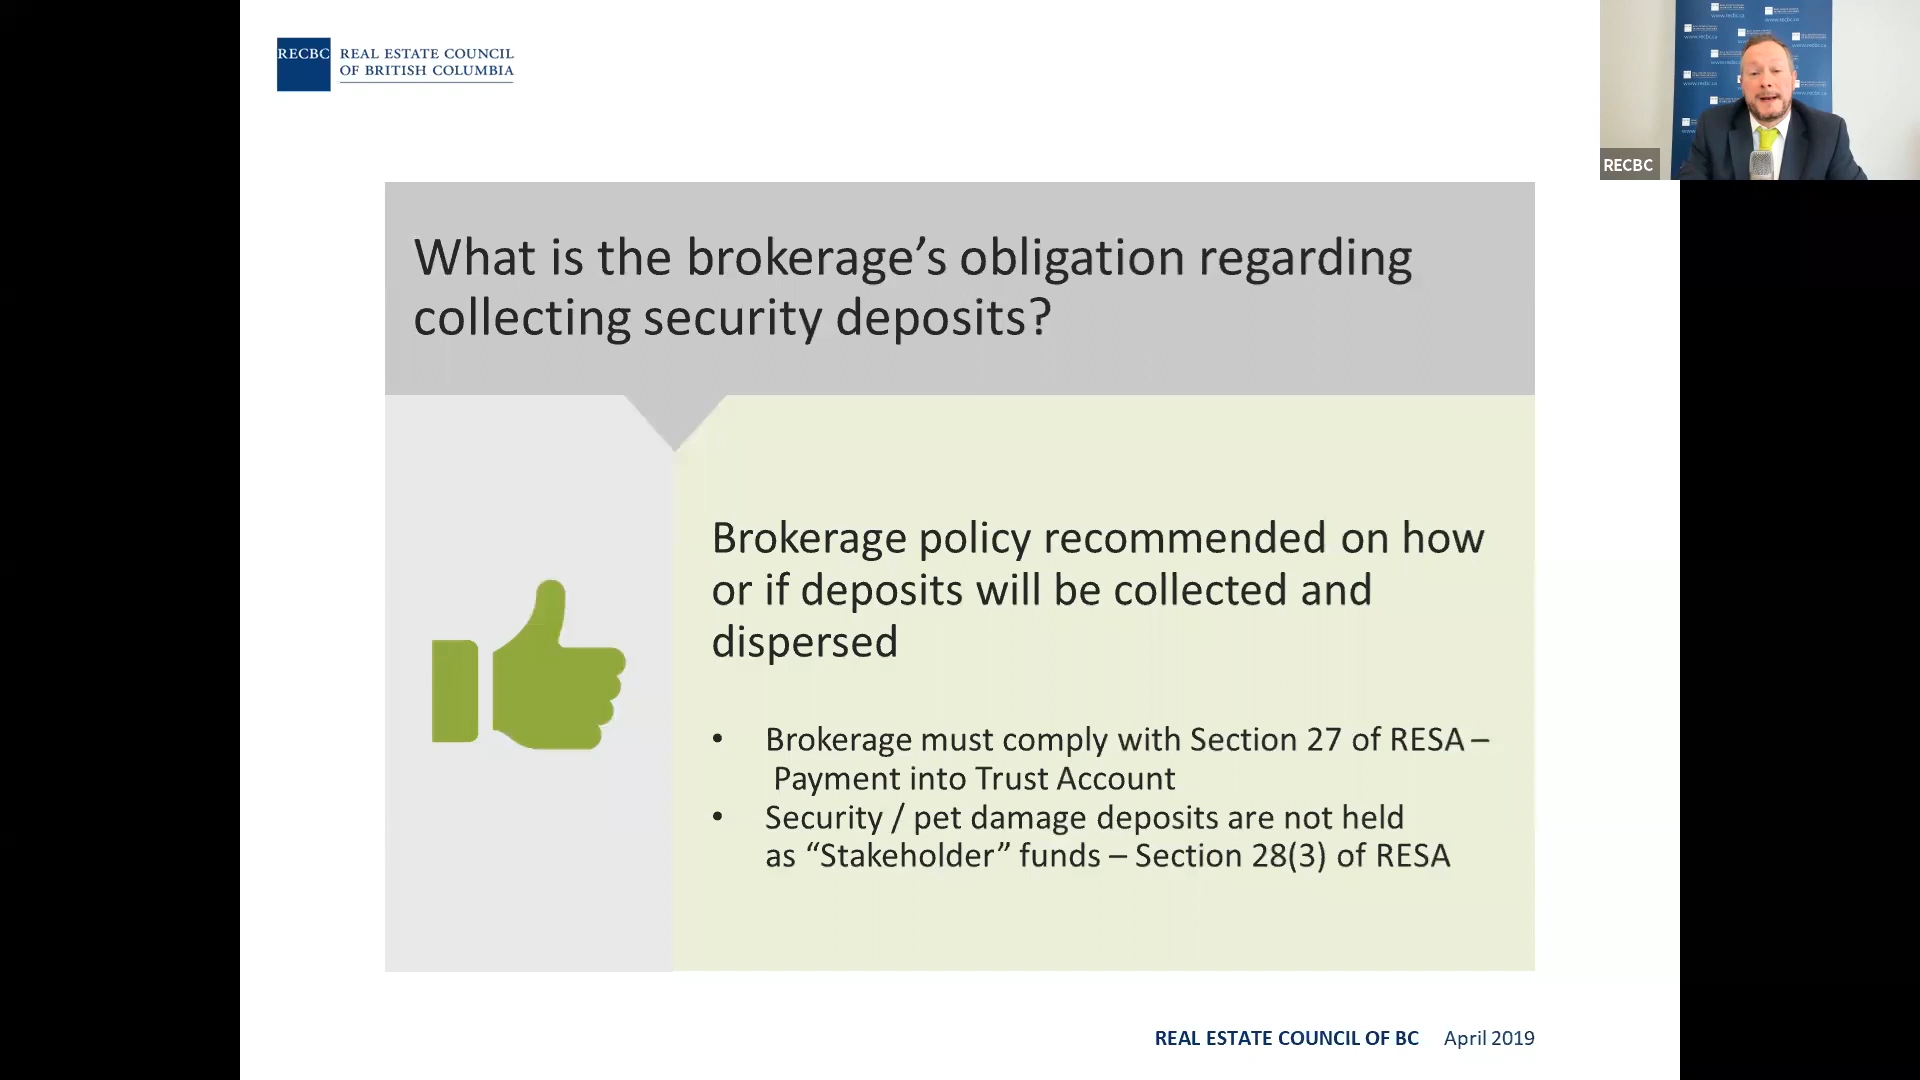 RECBC
REAL ESTATE COUNCIL
OF BRITISH COLUMBIA
RECBC
What is the brokerage’s obligation regarding
collecting security deposits?
Brokerage policy recommended on how
or if deposits will be collected and
dispersed
• Brokerage must comply with Section 27 of RESA –
Payment into Trust Account
• Security / pet damage deposits are not held
as “Stakeholder” funds – Section 28(3) of RESA
REAL ESTATE COUNCIL OF BC April 2019